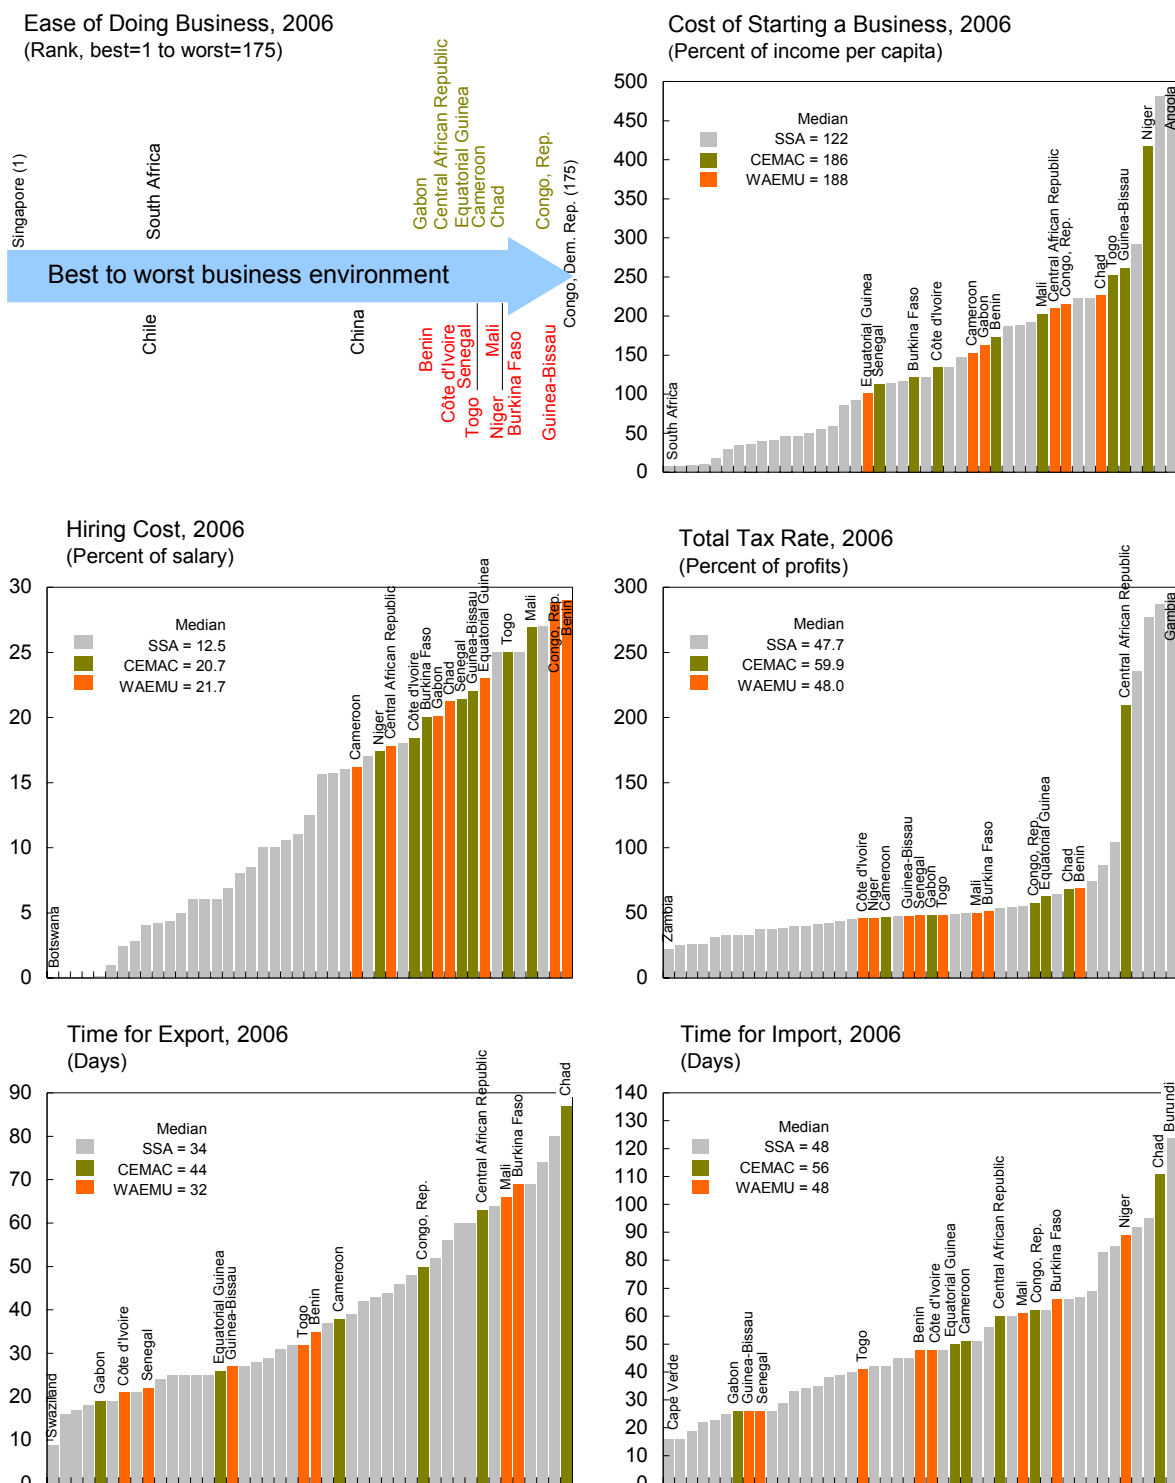 Ease of Doing Business, 2006
(Rank, best=1 to worst=175)
Singapore (1)
South Africa
Gabon
Central African Republic
Equatorial Guinea
Cameroon
Chad
Congo, Rep.
Congo, Dem. Rep. (175)
Best to worst business environment
Chile
China
Benin
Côte d'Ivoire
Senegal
Togo
Mali
Niger
Burkina Faso
Guinea-Bissau
Cost of Starting a Business, 2006
(Percent of income per capita)
500
450
400
350
300
250
200
150
100
50
0
Median
SSA = 122
CEMAC = 186
WAEMU = 188
South Africa
Equatorial Guinea
Senegal
Burkina Faso
Côte d'Ivoire
Cameroon
Gabon
Benin
Mali
Central African Republic
Congo, Rep.
Chad
Togo
Guinea-Bissau
Niger
Angola
Hiring Cost, 2006
(Percent of salary)
30
25
20
15
10
5
0
Median
SSA = 12.5
CEMAC = 20.7
WAEMU = 21.7
Botswana
Cameroon
Niger
Central African Republic
Côte d'Ivoire
Burkina Faso
Gabon
Chad
Senegal
Guinea-Bissau
Equatorial Guinea
Togo
Mali
Congo, Rep.
Benin
Total Tax Rate, 2006
(Percent of profits)
300
250
200
150
100
50
0
Median
SSA = 47.7
CEMAC = 59.9
WAEMU = 48.0
Zambia
Côte d'Ivoire
Niger
Cameroon
Guinea-Bissau
Senegal
Gabon
Togo
Mali
Burkina Faso
Congo, Rep.
Equatorial Guinea
Chad
Benin
Central African Republic
Gambia
Time for Export, 2006
(Days)
90
80
70
60
50
40
30
20
10
0
Median
SSA = 34
CEMAC = 44
WAEMU = 32
Swaziland
Gabon
Côte d'Ivoire
Senegal
Equatorial Guinea
Guinea-Bissau
Togo
Benin
Cameroon
Congo, Rep.
Central African Republic
Mali
Burkina Faso
Chad
Time for Import, 2006
(Days)
140
130
120
110
100
90
80
70
60
50
40
30
20
10
0
Median
SSA = 48
CEMAC = 56
WAEMU = 48
Cape Verde
Gabon
Guinea-Bissaun
Senegal
Togo
Benin
Côte d'Ivoire
Equatorial Guinea
Cameroon
Central African Republic
Mali
Congo, Rep.
Burkina Faso
Niger
Chad
Burundi